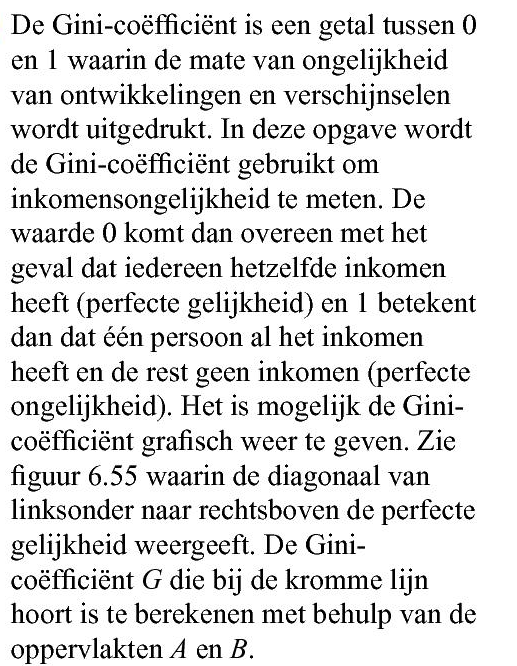 De Gini-coëfficiënt is een getal tussen 0
en 1 waarin de mate van ongelijkheid
van ontwikkelingen en verschijnselen
wordt uitgedrukt. In deze opgave wordt
de Gini-coëfficiënt gebruikt om
inkomensongelijkheid te meten. De
waarde 0 komt dan overeen met het
geval dat iedereen hetzelfde inkomen
heeft (perfecte gelijkheid) en 1 betekent
dan dat één persoon al het inkomen
heeft en de rest geen inkomen (perfecte
ongelijkheid). Het is mogelijk de Gini-
coëfficiënt grafisch weer te geven. Zie
figuur 6.55 waarin de diagonaal van
linksonder naar rechtsboven de perfecte
gelijkheid weergeeft. De Gini-
coëfficiënt G die bij de kromme lijn
hoort is te berekenen met behulp van de
oppervlakten A en B.